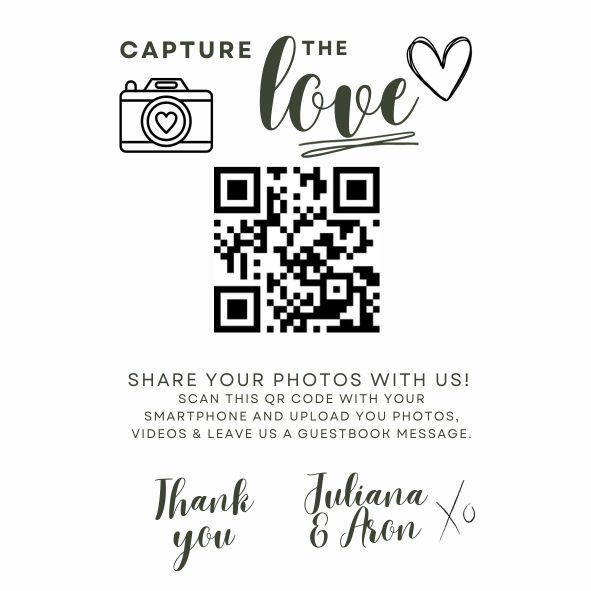 CAPTURE THE
love
SHARE YOUR PHOTOS WITH US!
SCAN THIS QR CODE WITH YOUR
SMARTPHONE AND UPLOAD YOU PHOTOS,
VIDEOS & LEAVE US A GUESTBOOK MESSAGE.
Thank
you
Juliana
& Aron
XO